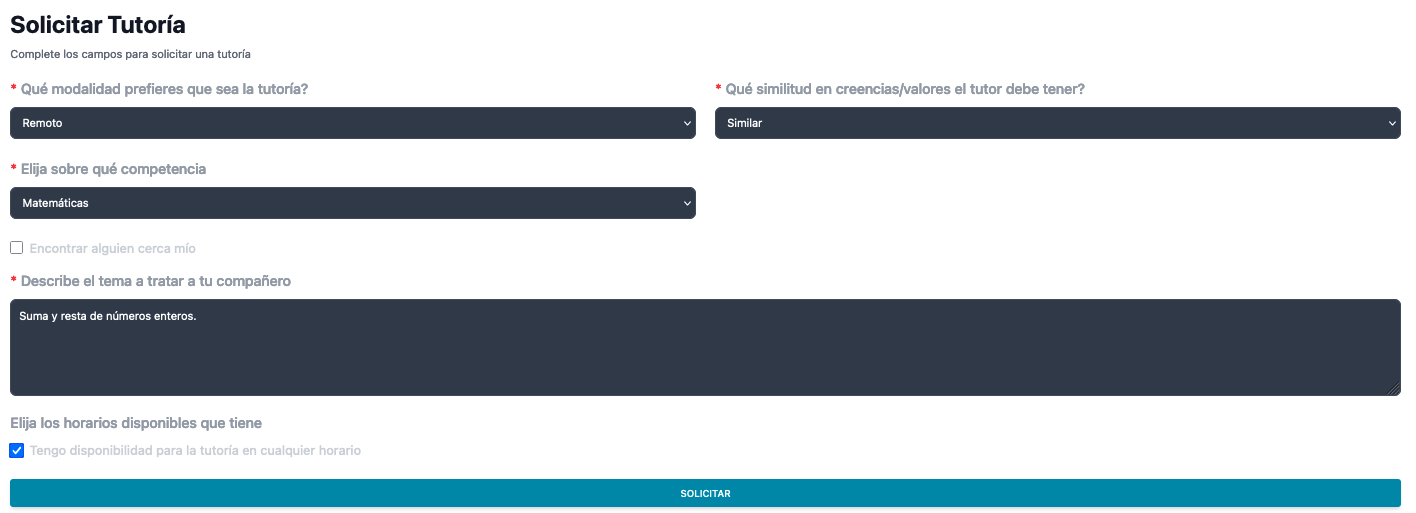 Solicitar Tutoría
Complete los campos para solicitar una tutoría
* Qué modalidad prefieres que sea la tutoría?
Remoto
* Qué similitud en creencias/valores el tutor debe tener?
Similar
* Elija sobre qué competencia
Matemáticas
Encontrar alguien cerca mío
* Describe el tema a tratar a tu compañero
Suma y resta de números enteros.
Elija los horarios disponibles que tiene
Tengo disponibilidad para la tutoría en cualquier horario
SOLICITAR